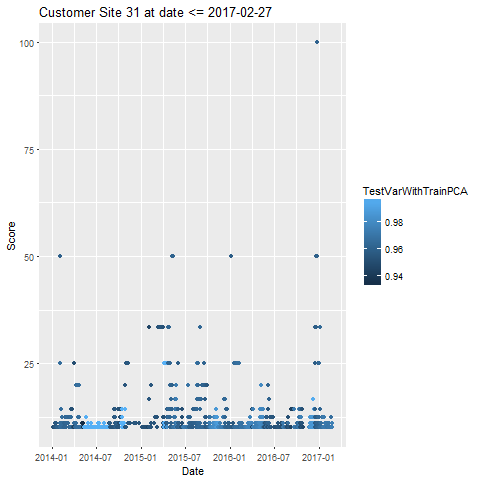 Customer Site 31 at date <= 2017-02-27
100
75
50
25
Score
2014-01 2014-07 2015-01 2015-07 2016-01 2016-07 2017-01
Date
TestVarWithTrainPCA
0.98
0.96
0.94